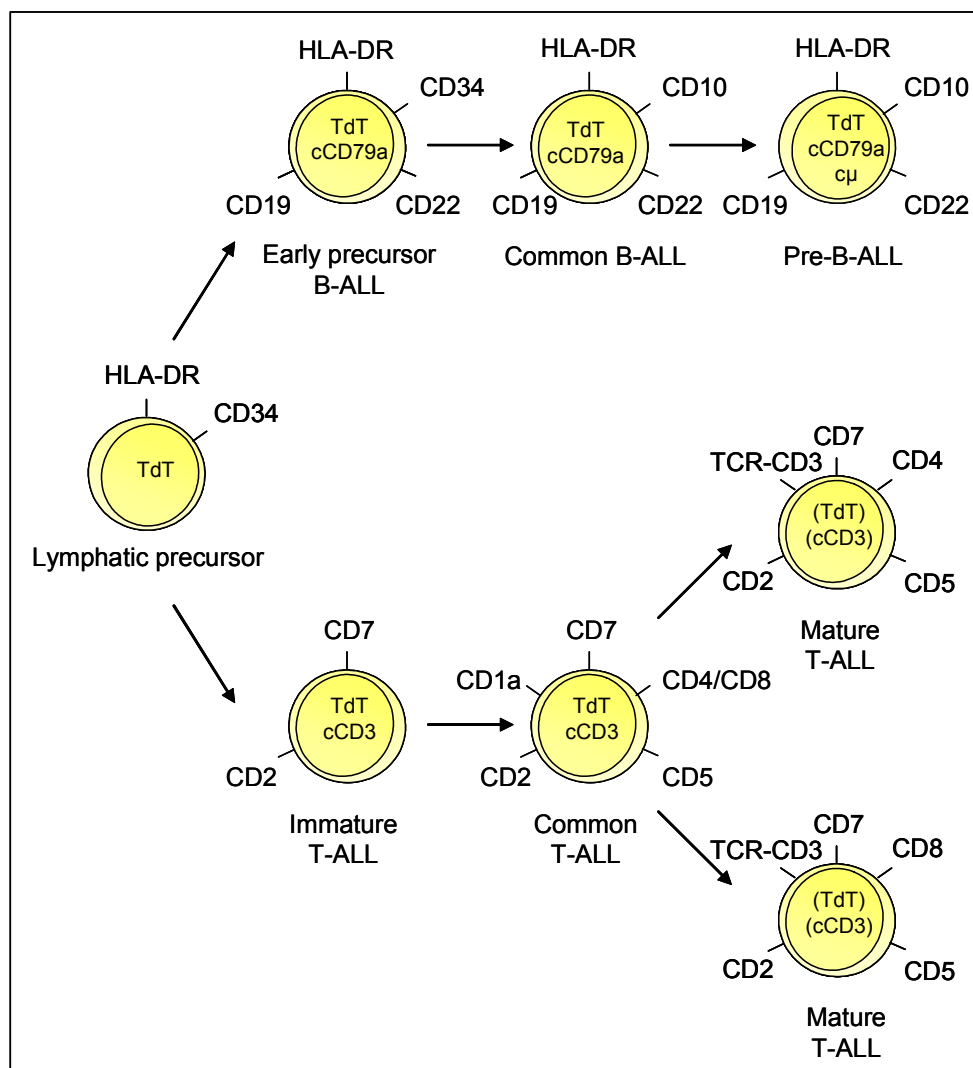 HLA-DR
CD34
TdT
cCD79a
CD19
CD22
Early precursor
B-ALL
HLA-DR
CD10
TdT
cCD79a
CD19
CD22
Common B-ALL
HLA-DR
CD10
TdT
cCD79a
cμ
CD19
CD22
Pre-B-ALL
HLA-DR
CD34
TdT
Lymphatic precursor
CD7
TdT
cCD3
CD2
Immature
T-ALL
CD7
CD1a
CD4/CD8
TdT
cCD3
CD2
CD5
Common
T-ALL
CD7
TCR-CD3
CD4
(TdT)
(cCD3)
CD2
CD5
Mature
T-ALL
CD7
TCR-CD3
CD8
(TdT)
(cCD3)
CD2
CD5
Mature
T-ALL